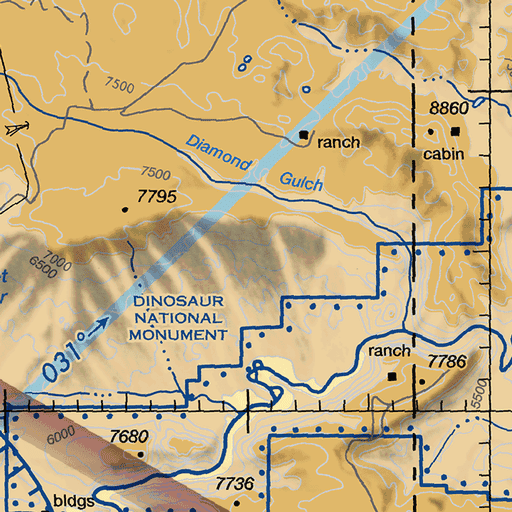 7500
8860
Diamond
ranch
cabin
7500
Gulch
7795
7000
6500
DINOSAUR
NATIONAL
MONUMENT
031°→
ranch
7786
5500
6000
7680
7736
bldgs